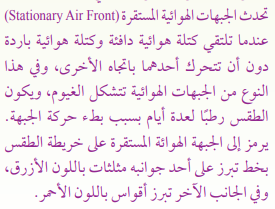 تحدث الجبهات الهوائية المستقرة (Stationary Air Front)
عندما تلتقي كتلة هوائية دافئة وكتلة هوائية باردة
دون أن تتحرك أحدهما باتجاه الأخرى، وفي هذا
النوع من الجبهات الهوائية تتشكل الغيوم، ويكون
الطقس رطبًا لعدة أيام بسبب بطء حركة الجبهة.
يرمز إلى الجبهة الهوائة المستقرة على خريطة الطقس
بخط تبرز على أحد جوانبه مثلثات باللون الأزرق،
وفي الجانب الآخر تبرز أقواس باللون الأحمر.